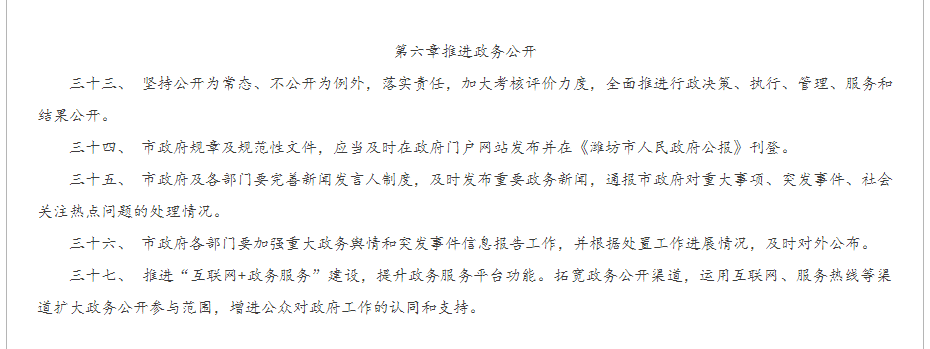 第六章推进政务公开
三十三、 坚持公开为常态、不公开为例外，落实责任，加大考核评价力度，全面推进行政决策、执行、管理、服务和
结果公开。
三十四、 市政府规章及规范性文件，应当及时在政府门户网站发布并在《潍坊市人民政府公报》刊登。
三十五、 市政府及各部门要完善新闻发言人制度，及时发布重要政务新闻，通报市政府对重大事项、突发事件、社会
关注热点问题的处理情况。
三十六、 市政府各部门要加强重大政务舆情和突发事件信息报告工作，并根据处置工作进展情况，及时对外公布。
三十七、 推进“互联网+政务服务”建设，提升政务服务平台功能。拓宽政务公开渠道，运用互联网、服务热线等渠
道扩大政务公开参与范围，增进公众对政府工作的认同和支持。